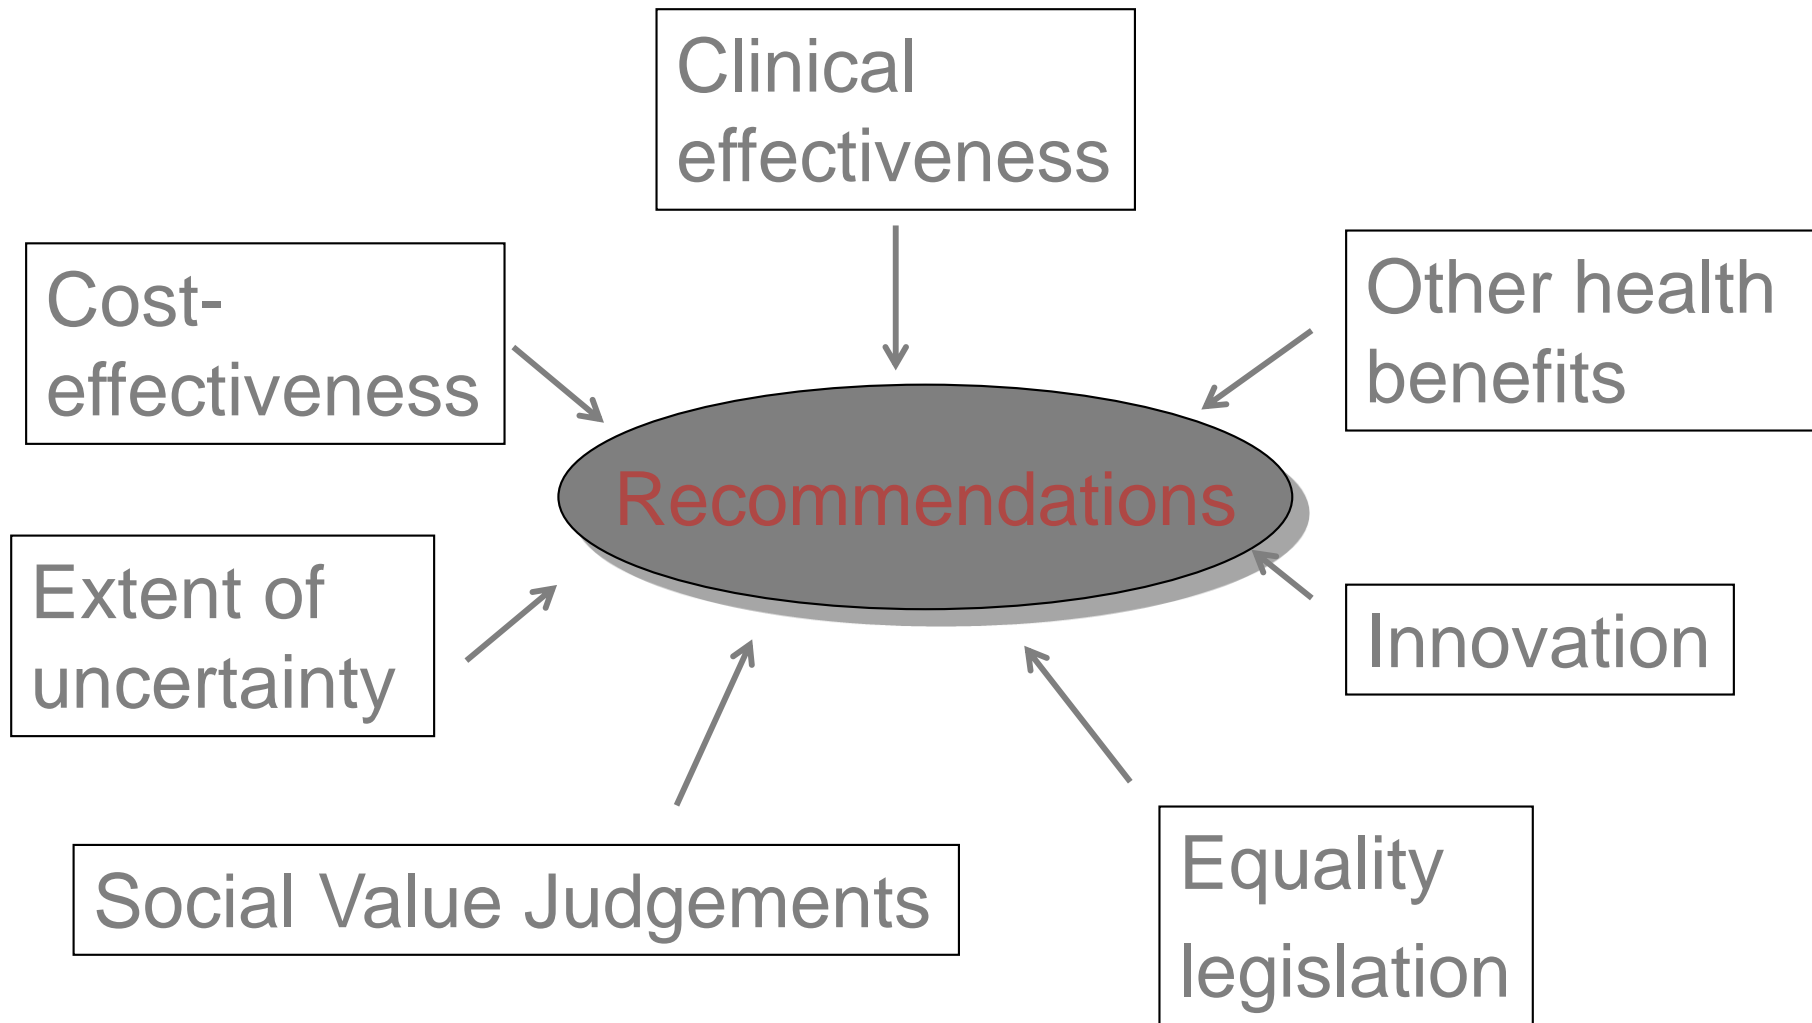 Clinical
effectiveness
Cost-
effectiveness
Other health
benefits
Recommendations
Extent of
uncertainty
Innovation
Social Value Judgements
Equality
legislation